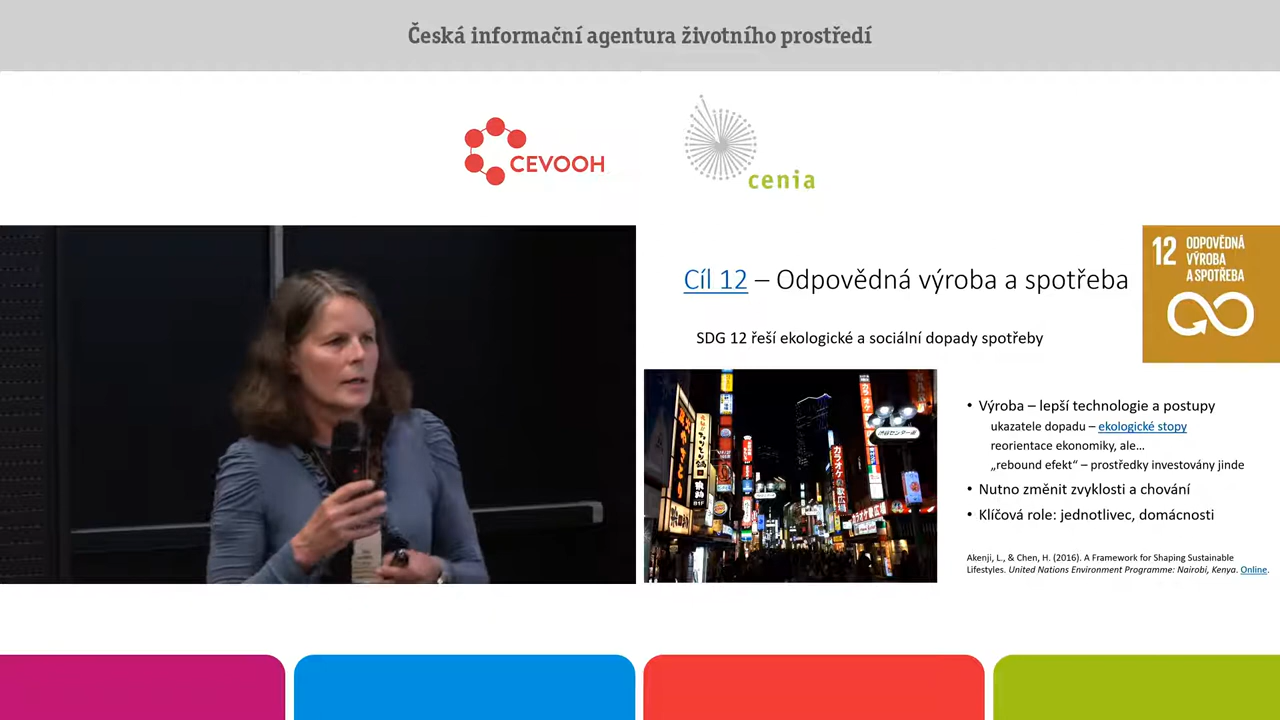 Česká informační agentura životního prostředí
CEVOOH
cenia
Cíl 12 – Odpovědná výroba a spotřeba
12 ODPOVĚDNÁ
VÝROBA
A SPOTŘEBA
SDG 12 řeší ekologické a sociální dopady spotřeby
• Výroba – lepší technologie a postupy
ukazatele dopadu – ekologické stopy
reorientace ekonomiky, ale…
„rebound efekt“ – prostředky investovány jinde
• Nutno změnit zvyklosti a chování
• Klíčová role: jednotlivec, domácnosti
Akenji, L., & Chen, H. (2016). A Framework for Shaping Sustainable
Lifestyles. United Nations Environment Programme: Nairobi, Kenya. Online.